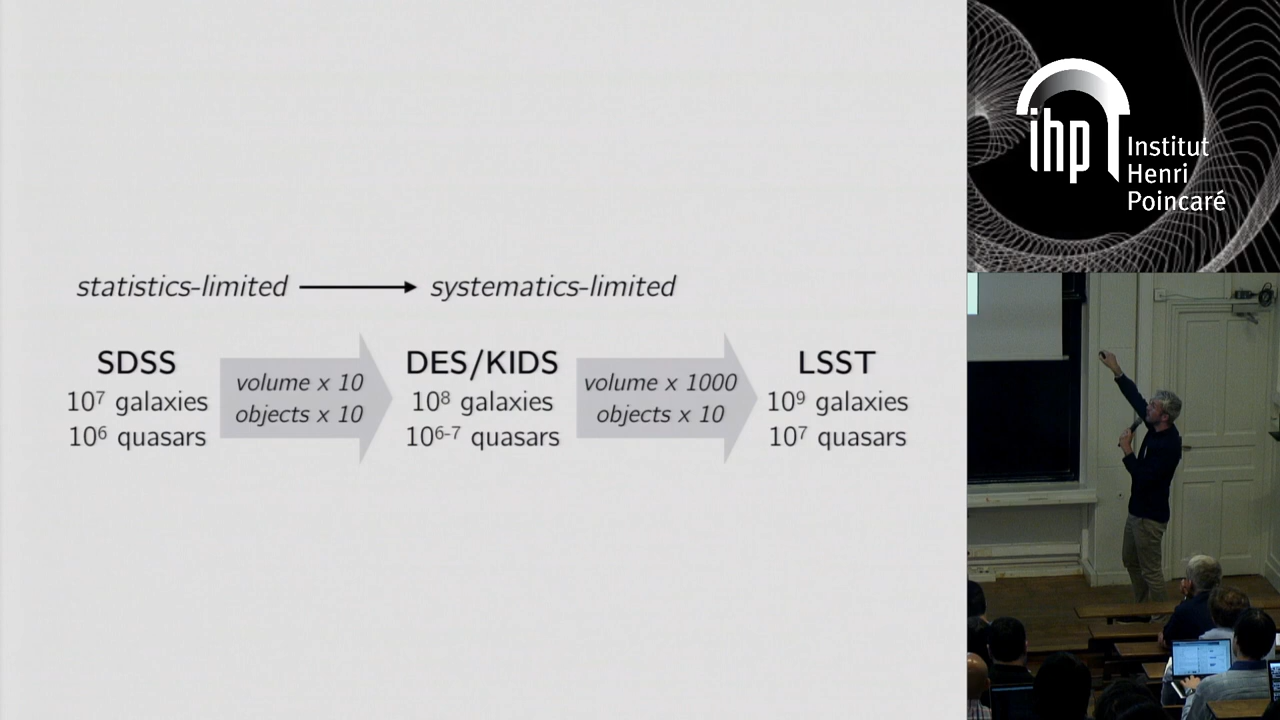 statistics-limited systematics-limited
SDSS
10⁷ galaxies
10⁶ quasars
volume x 10
objects x 10
DES/KIDS
10⁸ galaxies
10⁶⁻⁷ quasars
volume x 1000
objects x 10
LSST
10⁹ galaxies
10⁷ quasars
ihp
Institut
Henri
Poincaré